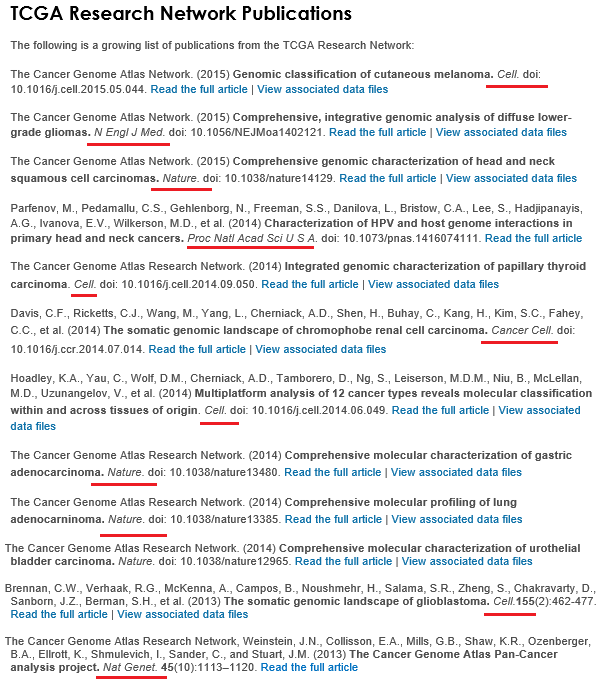 TCGA Research Network Publications
The following is a growing list of publications from the TCGA Research Network:
The Cancer Genome Atlas Network. (2015) Genomic classification of cutaneous melanoma. Cell. doi:
10.1016/j.cell.2015.05.044. Read the full article | View associated data files
The Cancer Genome Atlas Network. (2015) Comprehensive, integrative genomic analysis of diffuse lower-
grade gliomas. N Engl J Med. doi: 10.1056/NEJMoa1402121. Read the full article | View associated data files
The Cancer Genome Atlas Network. (2015) Comprehensive genomic characterization of head and neck
squamous cell carcinomas. Nature. doi: 10.1038/nature14129. Read the full article | View associated data files
Parfenov, M., Pedamallu, C.S., Gehlenborg, N., Freeman, S.S., Danilova, L., Bristow, C.A., Lee, S., Hadjipanayis,
A.G., Ivanova, E.V., Wilkerson, M.D., et al. (2014) Characterization of HPV and host genome interactions in
primary head and neck cancers. Proc Natl Acad Sci U S A. doi: 10.1073/pnas.1416074111. Read the full article
The Cancer Genome Atlas Research Network. (2014) Integrated genomic characterization of papillary thyroid
carcinoma. Cell. doi: 10.1016/j.cell.2014.09.050. Read the full article | View associated data files
Davis, C.F., Ricketts, C.J., Wang, M., Yang, L., Cherniack, A.D., Shen, H., Buhay, C., Kang, H., Kim, S.C., Fahey,
C.C., et al. (2014) The somatic genomic landscape of chromophobe renal cell carcinoma. Cancer Cell. doi:
10.1016/j.ccr.2014.07.014. Read the full article | View associated data files
Hoadley, K.A., Yau, C., Wolf, D.M., Cherniack, A.D., Tamborero, D., Ng, S., Leiserson, M.D.M., Niu, B., McLellan,
M.D., Uzunangelov, V., et al. (2014) Multiplatform analysis of 12 cancer types reveals molecular classification
within and across tissues of origin. Cell. doi: 10.1016/j.cell.2014.06.049. Read the full article | View associated
data files
The Cancer Genome Atlas Research Network. (2014) Comprehensive molecular characterization of gastric
adenocarcinoma. Nature. doi: 10.1038/nature13480. Read the full article | View associated data files
The Cancer Genome Atlas Research Network. (2014) Comprehensive molecular profiling of lung
adenocarninoma. Nature. doi: 10.1038/nature13385. Read the full article | View associated data files
The Cancer Genome Atlas Research Network. (2014) Comprehensive molecular characterization of urothelial
bladder carcinoma. Nature. doi: 10.1038/nature12965. Read the full article | View associated data files
Brennan, C.W., Verhaak, R.G., McKenna, A., Campos, B., Noushmehr, H., Salama, S.R., Zheng, S., Chakravarty, D.,
Sanborn, J.Z., Berman, S.H., et al. (2013) The somatic genomic landscape of glioblastoma. Cell.155(2):462-477.
Read the full article | View associated data files
The Cancer Genome Atlas Research Network, Weinstein, J.N., Collisson, E.A., Mills, G.B., Shaw, K.R., Ozenberger,
B.A., Ellrott, K., Shmulevich, I., Sander, C., and Stuart, J.M. (2013) The Cancer Genome Atlas Pan-Cancer
analysis project. Nat Genet. 45(10):1113–1120. Read the full article